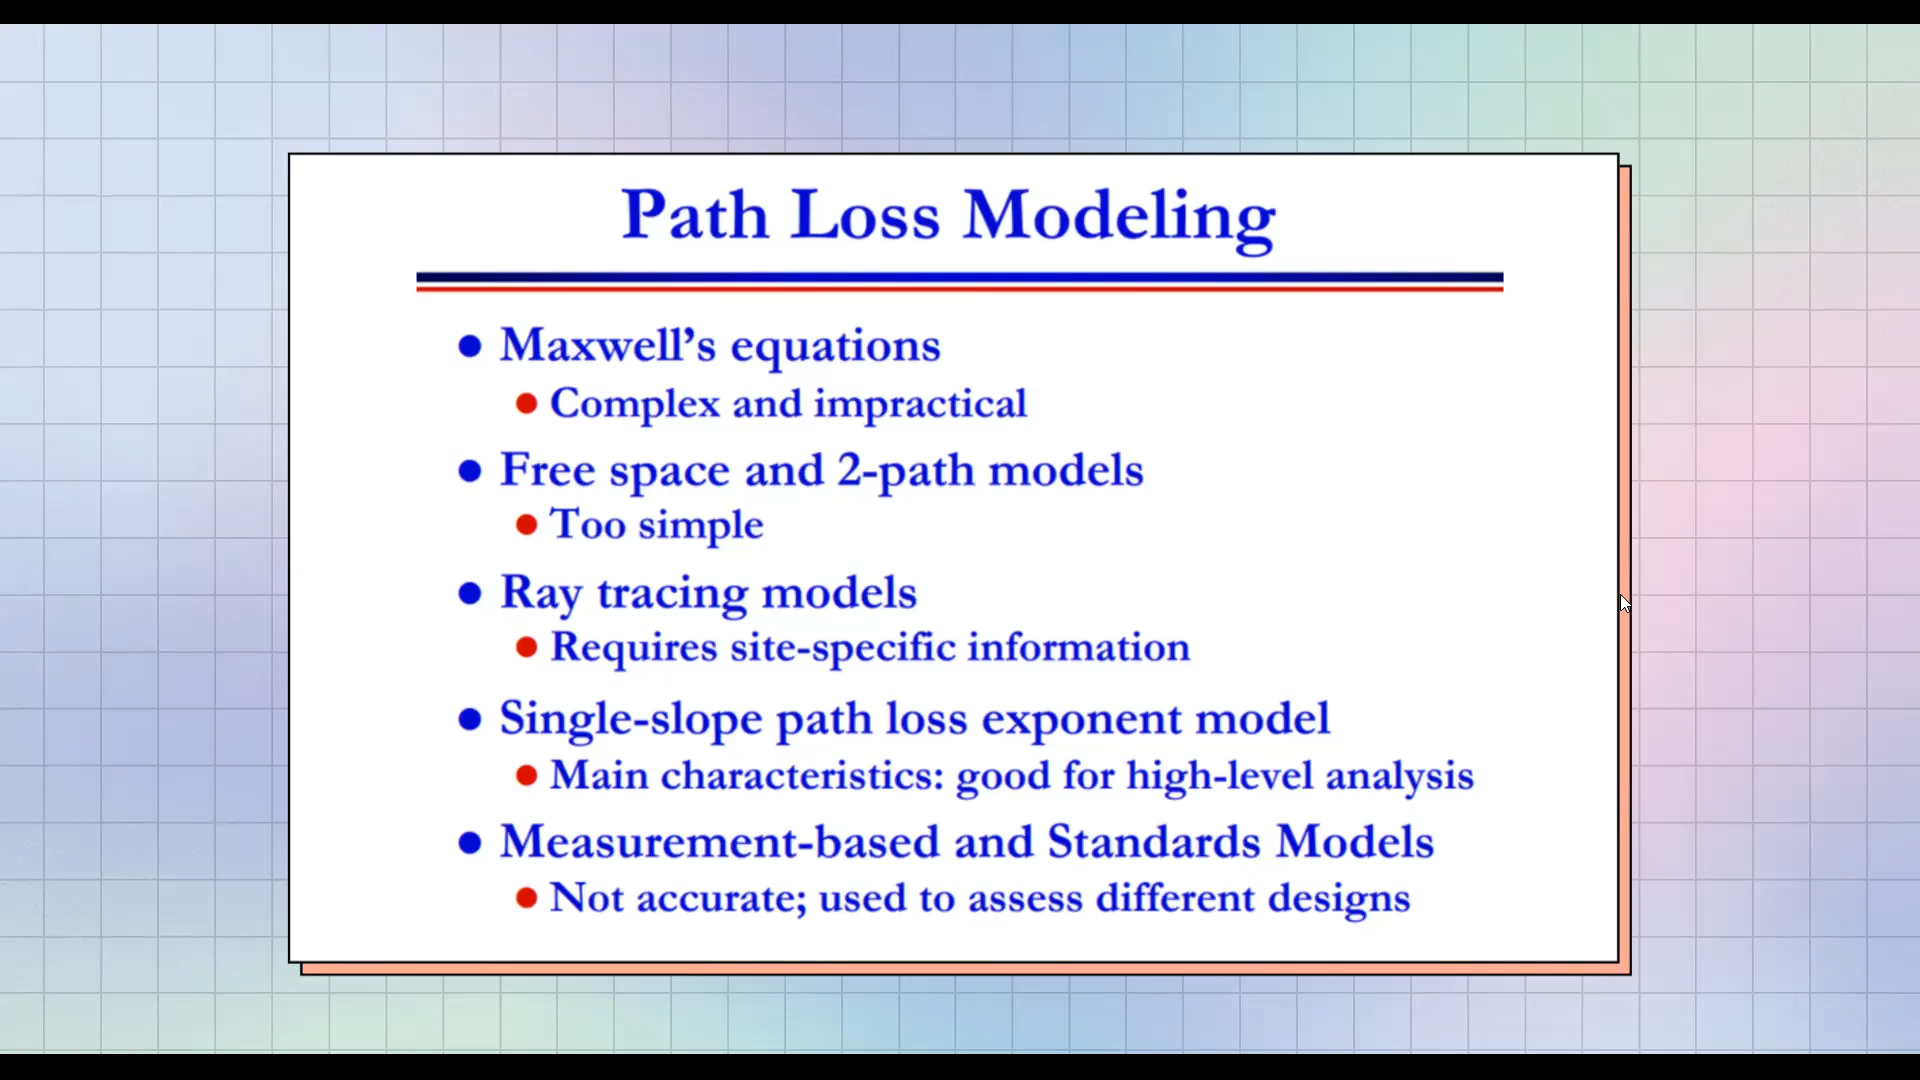 Path Loss Modeling
Maxwell’s equations
Complex and impractical
Free space and 2-path models
Too simple
Ray tracing models
Requires site-specific information
Single-slope path loss exponent model
Main characteristics: good for high-level analysis
Measurement-based and Standards Models
Not accurate; used to assess different designs